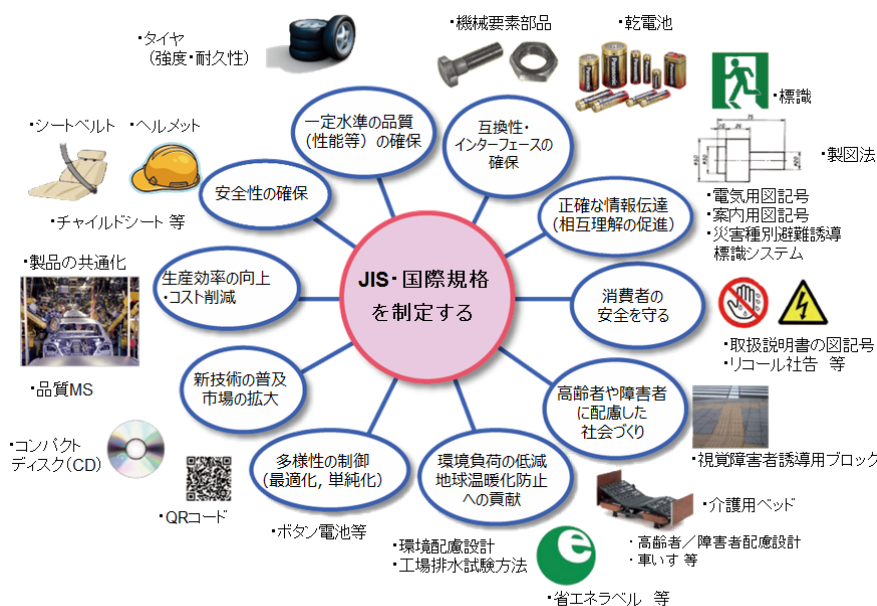 ・タイヤ
（強度・耐久性）
・機械要素部品
・乾電池
・標識
・シートベルト
・ヘルメット
・チャイルドシート 等
一定水準の品質
（性能等）の確保
互換性・
インターフェースの
確保
・製図法
安全性の確保
正確な情報伝達
（相互理解の促進）
・電気用図記号
・案内用図記号
・災害種別避難誘導
標識システム
・製品の共通化
生産効率の向上
・コスト削減
JIS・国際規格
を制定する
消費者の
安全を守る
・取扱説明書の図記号
・リコール社告 等
・品質MS
新技術の普及
市場の拡大
高齢者や障害者
に配慮した
社会づくり
・コンパクト
ディスク（CD）
・視覚障害者誘導用ブロック
多様性の制御
（最適化, 単純化）
環境負荷の低減
地球温暖化防止
への貢献
・QRコード
・ボタン電池等
・介護用ベッド
・高齢者／障害者配慮設計
・車いす 等
・環境配慮設計
・工場排水試験方法
e
・省エネラベル 等